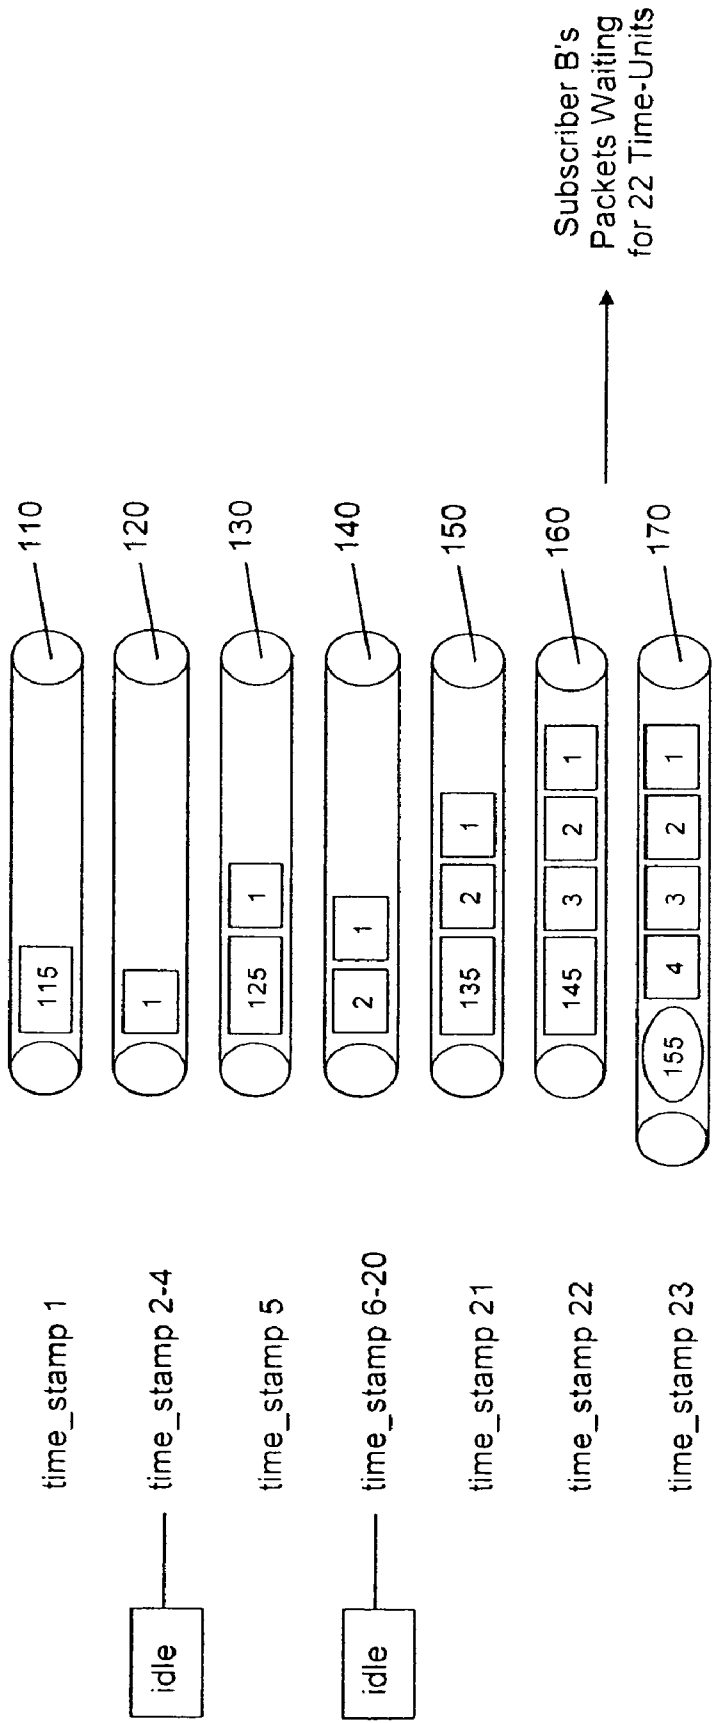 time_stamp 1
115
110
idle
time_stamp 2-4
1
120
time_stamp 5
125
1
130
idle
time_stamp 6-20
2
1
140
time_stamp 21
135
2
1
150
time_stamp 22
145
3
2
1
160
Subscriber B's
Packets Waiting
for 22 Time-Units
time_stamp 23
155
4
3
2
1
170